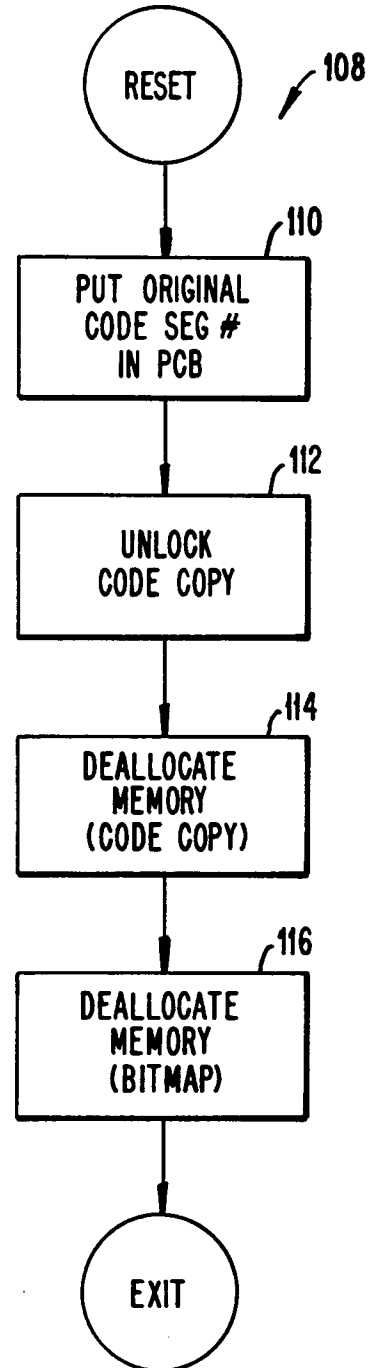 RESET
108
110
PUT ORIGINAL
CODE SEG #
IN PCB
112
UNLOCK
CODE COPY
114
DEALLOCATE
MEMORY
(CODE COPY)
116
DEALLOCATE
MEMORY
(BITMAP)
EXIT